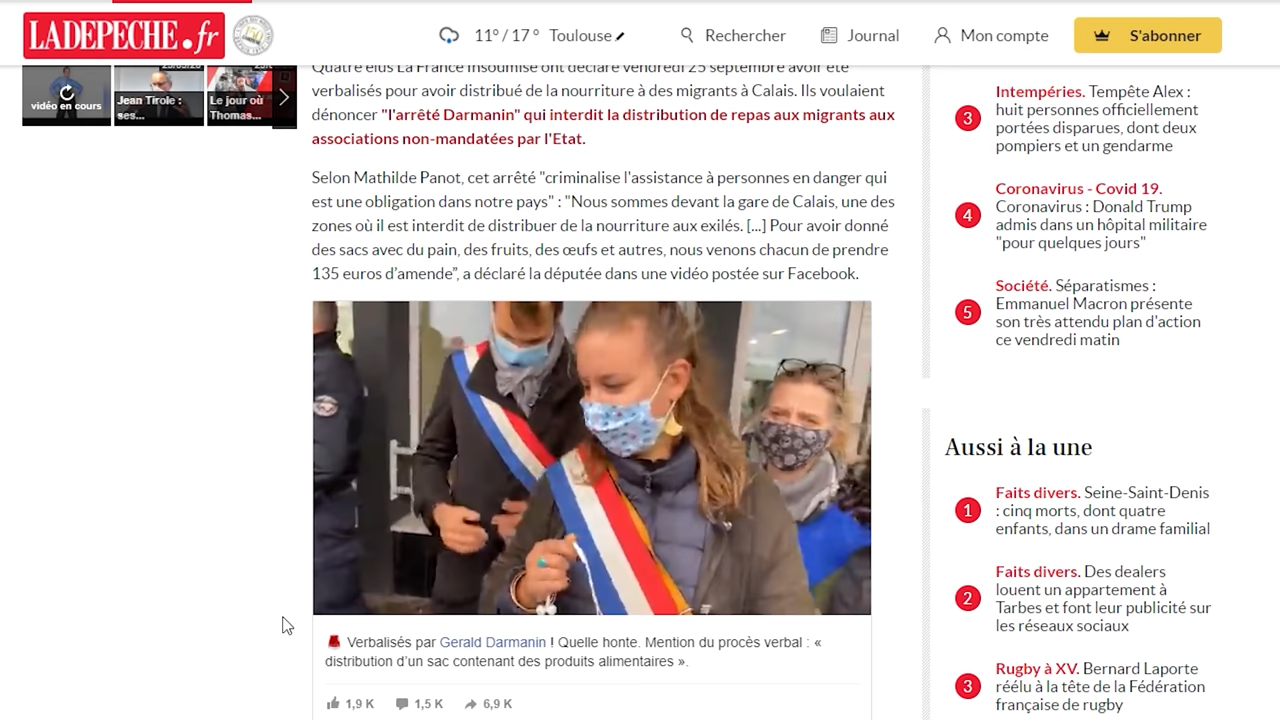 LADEPECHE.fr
11° / 17° Toulouse
Rechercher
Journal
Mon compte
S'abonner
vidéo en cours
Jean Tirole :
ses...
Le jour où
Thomas...
Quatre élus La France Insoumise ont déclaré vendredi 25 septembre avoir été
verbalisés pour avoir distribué de la nourriture à des migrants à Calais. Ils voulaient
dénoncer "l'arrêté Darmanin" qui interdit la distribution de repas aux migrants aux
associations non-mandatées par l'Etat.
Selon Mathilde Panot, cet arrêté "criminalise l'assistance à personnes en danger qui
est une obligation dans notre pays" : "Nous sommes devant la gare de Calais, une des
zones où il est interdit de distribuer de la nourriture aux exilés. [...] Pour avoir donné
des sacs avec du pain, des fruits, des œufs et autres, nous venons chacun de prendre
135 euros d'amende”, a déclaré la députée dans une vidéo postée sur Facebook.
Verbalisés par Gerald Darmanin ! Quelle honte. Mention du procès verbal : «
distribution d'un sac contenant des produits alimentaires ».
1,9 K
1,5 K
6,9 K
3
Intempéries. Tempête Alex :
huit personnes officiellement
portées disparues, dont deux
pompiers et un gendarme
4
Coronavirus - Covid 19.
Coronavirus : Donald Trump
admis dans un hôpital militaire
"pour quelques jours"
5
Société. Séparatismes :
Emmanuel Macron présente
son très attendu plan d'action
ce vendredi matin
Aussi à la une
1
Faits divers. Seine-Saint-Denis
: cinq morts, dont quatre
enfants, dans un drame familial
2
Faits divers. Des dealers
louent un appartement à
Tarbes et font leur publicité sur
les réseaux sociaux
3
Rugby à XV. Bernard Laporte
réélu à la tête de la Fédération
française de rugby